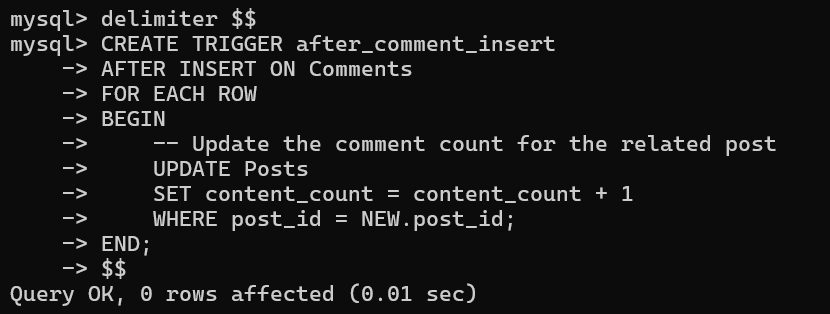 mysql> delimiter $$
mysql> CREATE TRIGGER after_comment_insert
    -> AFTER INSERT ON Comments
    -> FOR EACH ROW
    -> BEGIN
    ->     -- Update the comment count for the related post
    ->     UPDATE Posts
    ->     SET content_count = content_count + 1
    ->     WHERE post_id = NEW.post_id;
    -> END;
    -> $$
Query OK, 0 rows affected (0.01 sec)